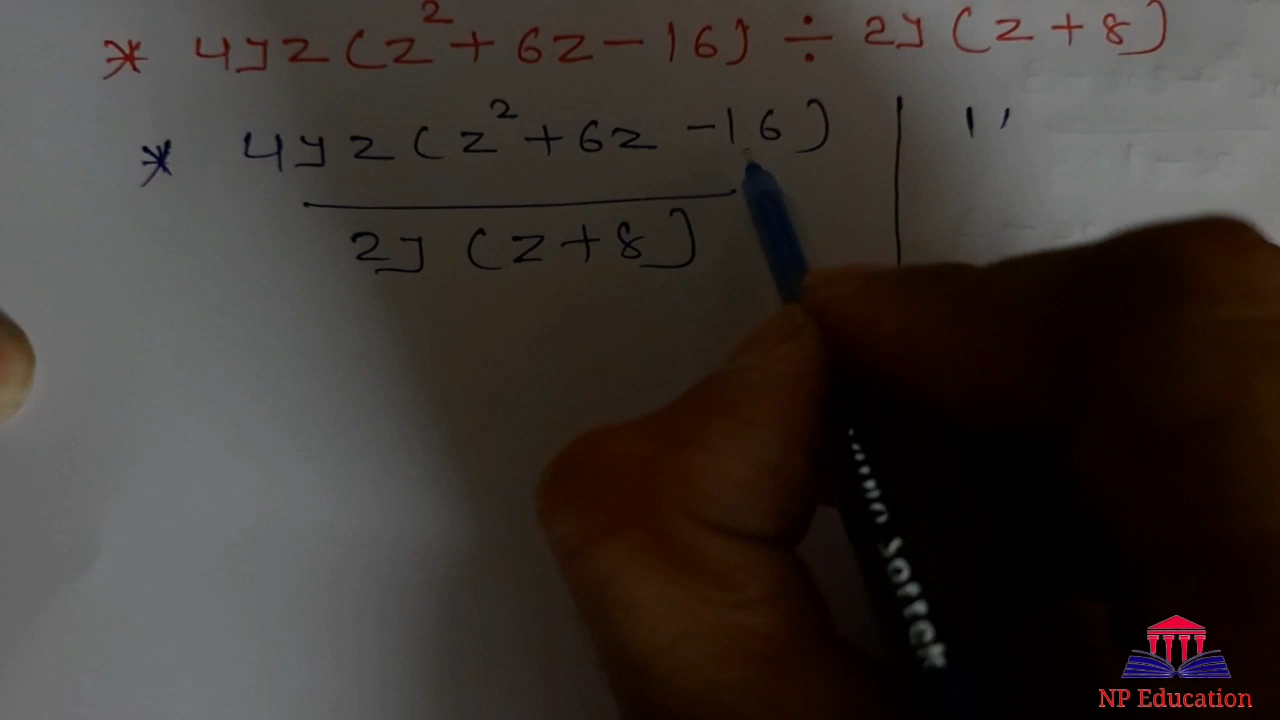 * 4yz(z²+6z-16) ÷ 2y(z+8)
* 4yz(z²+6z-16)
2y(z+8)
NP Education